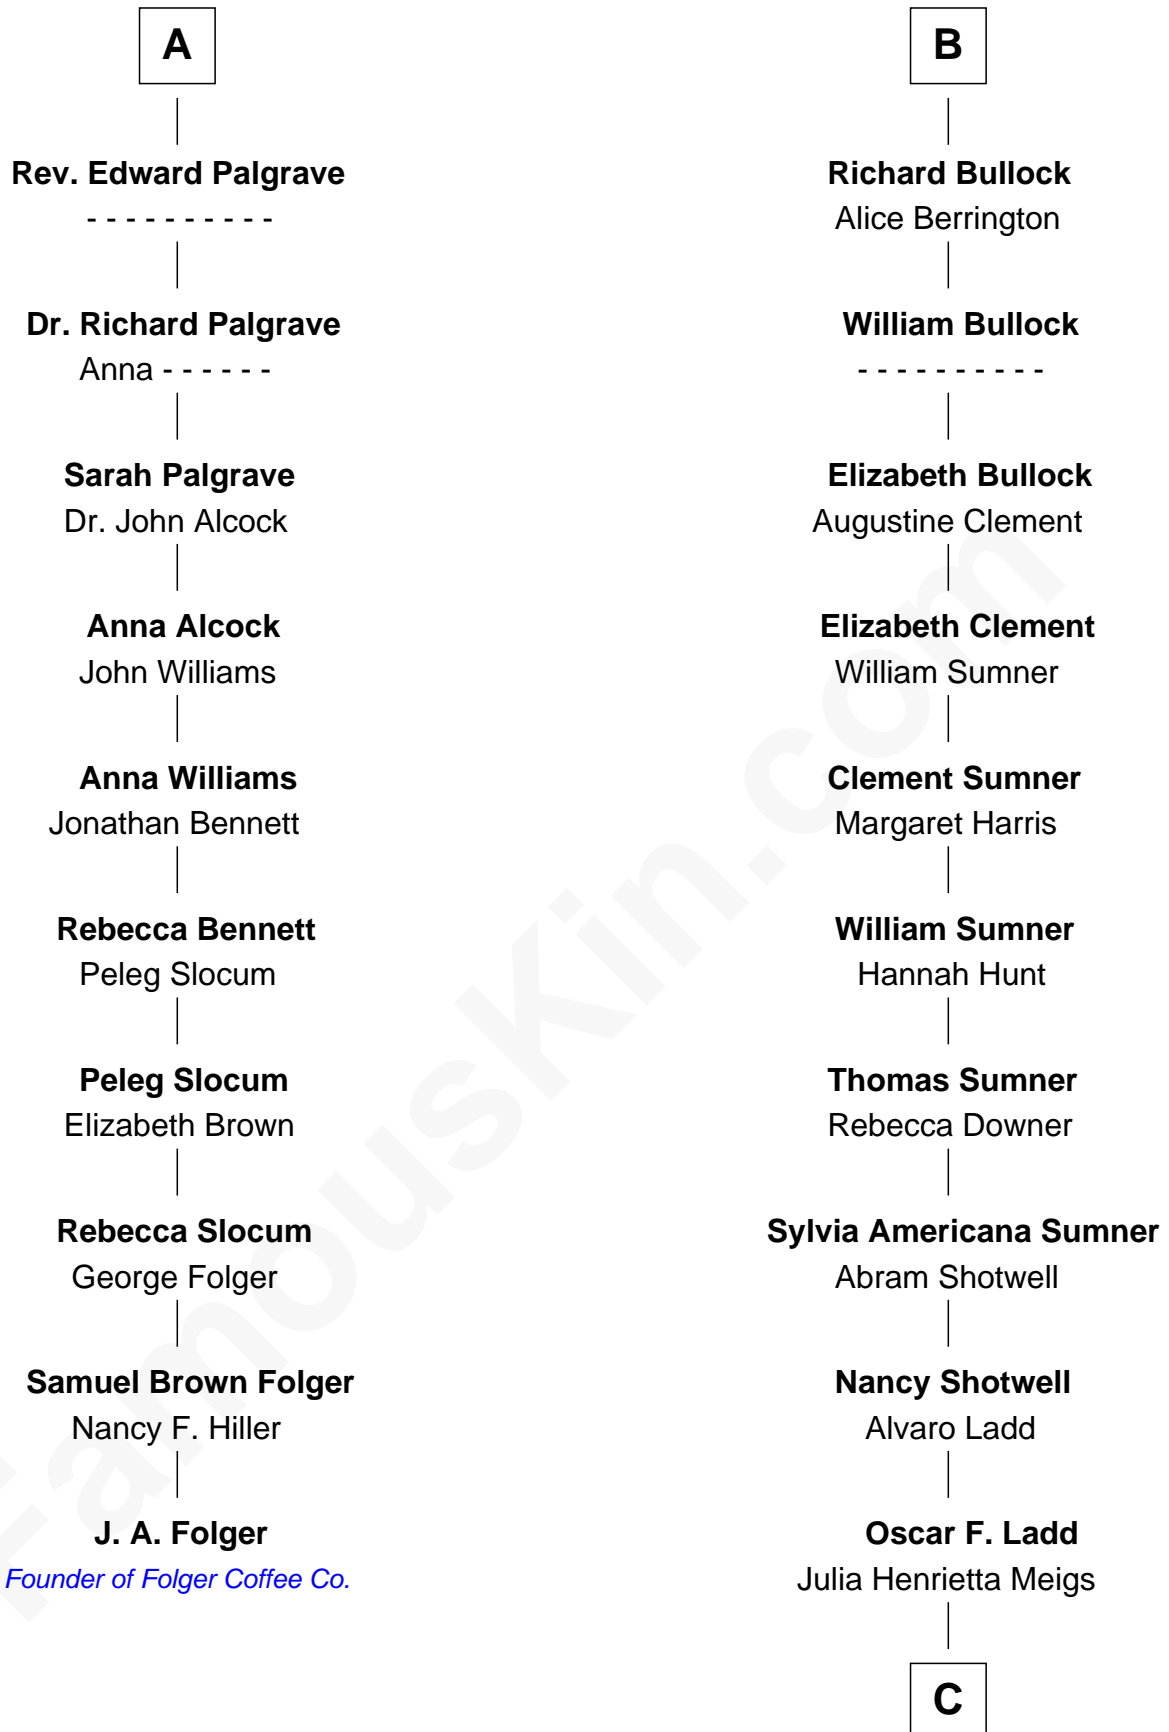 A
Rev. Edward Palgrave
- - - - - - - - - -
Dr. Richard Palgrave
Anna - - - - - -
Sarah Palgrave
Dr. John Alcock
Anna Alcock
John Williams
Anna Williams
Jonathan Bennett
Rebecca Bennett
Peleg Slocum
Peleg Slocum
Elizabeth Brown
Rebecca Slocum
George Folger
Samuel Brown Folger
Nancy F. Hiller
J. A. Folger
Founder of Folger Coffee Co.
B
Richard Bullock
Alice Berrington
William Bullock
- - - - - - - - - -
Elizabeth Bullock
Augustine Clement
Elizabeth Clement
William Sumner
Clement Sumner
Margaret Harris
William Sumner
Hannah Hunt
Thomas Sumner
Rebecca Downer
Sylvia Americana Sumner
Abram Shotwell
Nancy Shotwell
Alvaro Ladd
Oscar F. Ladd
Julia Henrietta Meigs
C
FamousKin.com